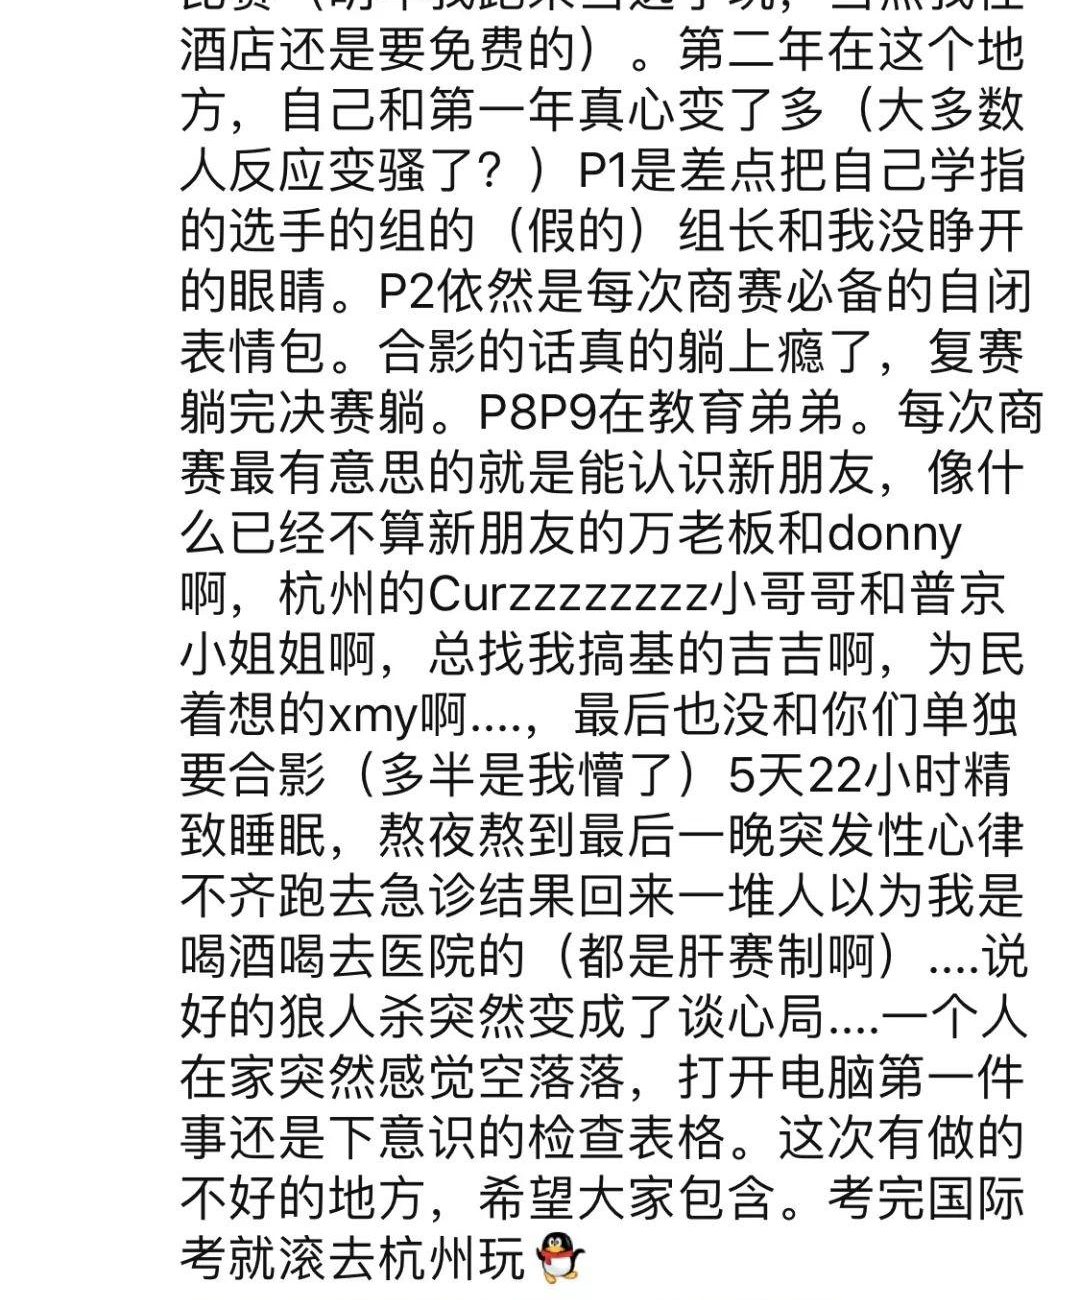 酒店还是要免费的）。第二年在这个地
方，自己和第一年真心变了多（大多数
人反应变骚了？）P1是差点把自己学指
的选手的组的（假的）组长和我没睁开
的眼睛。P2依然是每次商赛必备的自闭
表情包。合影的话真的躺上瘾了，复赛
躺完决赛躺。P8P9在教育弟弟。每次商
赛最有意思的就是能认识新朋友，像什
么已经不算新朋友的万老板和donny
啊，杭州的Curzzzzzzzz小哥哥和普京
小姐姐啊，总找我搞基的吉吉啊，为民
着想的xmy啊....，最后也没和你们单独
要合影（多半是我懵了）5天22小时精
致睡眠，熬夜熬到最后一晚突发性心律
不齐跑去急诊结果回来一堆人以为我是
喝酒喝去医院的（都是肝赛制啊）....说
好的狼人杀突然变成了谈心局....一个人
在家突然感觉空落落，打开电脑第一件
事还是下意识的检查表格。这次有做的
不好的地方，希望大家包含。考完国际
考就滚去杭州玩